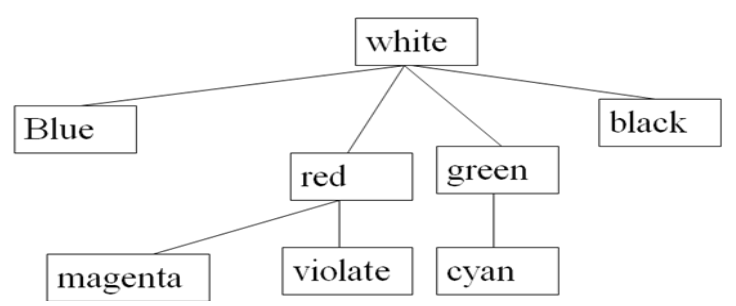 white
Blue
black
red
green
magenta
violate
cyan